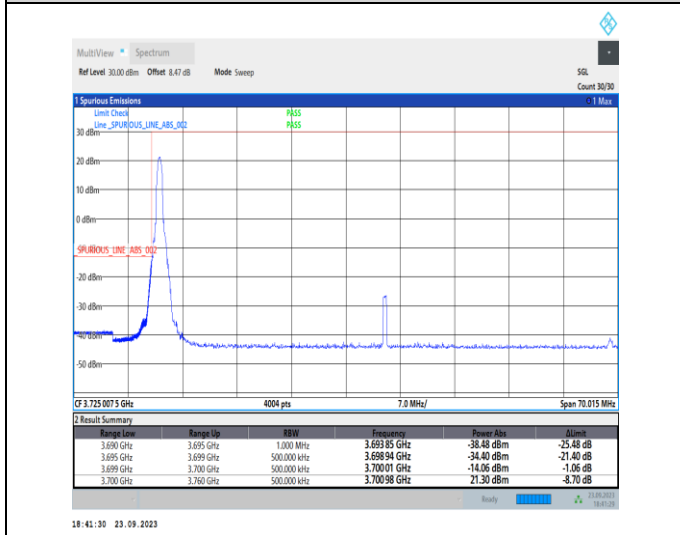 MultiView Spectrum
Ref Level 30.00 dBm Offset 8.47 dB Mode Sweep SGL
Count 30/30
1 Spurious Emissions 1 Max
Limit Check PASS
Line _SPURIOUS_LINE_ABS_002 PASS
30 dBm
20 dBm
10 dBm
0 dBm
_SPURIOUS_LINE_ABS_002
-20 dBm
-30 dBm
-40 dBm
-50 dBm
CF 3.725 007 5 GHz 4004 pts 7.0 MHz/ Span 70.015 MHz
2 Result Summary
Range Low Range Up RBW Frequency Power Abs ΔLimit
3.690 GHz 3.695 GHz 1.000 MHz 3.693 85 GHz -38.48 dBm -25.48 dB
3.695 GHz 3.699 GHz 500.000 kHz 3.698 94 GHz -34.40 dBm -21.40 dB
3.699 GHz 3.700 GHz 500.000 kHz 3.700 01 GHz -14.06 dBm -1.06 dB
3.700 GHz 3.760 GHz 500.000 kHz 3.700 98 GHz 21.30 dBm -8.70 dB
Ready 23.09.2023
18:41:29
18:41:30 23.09.2023